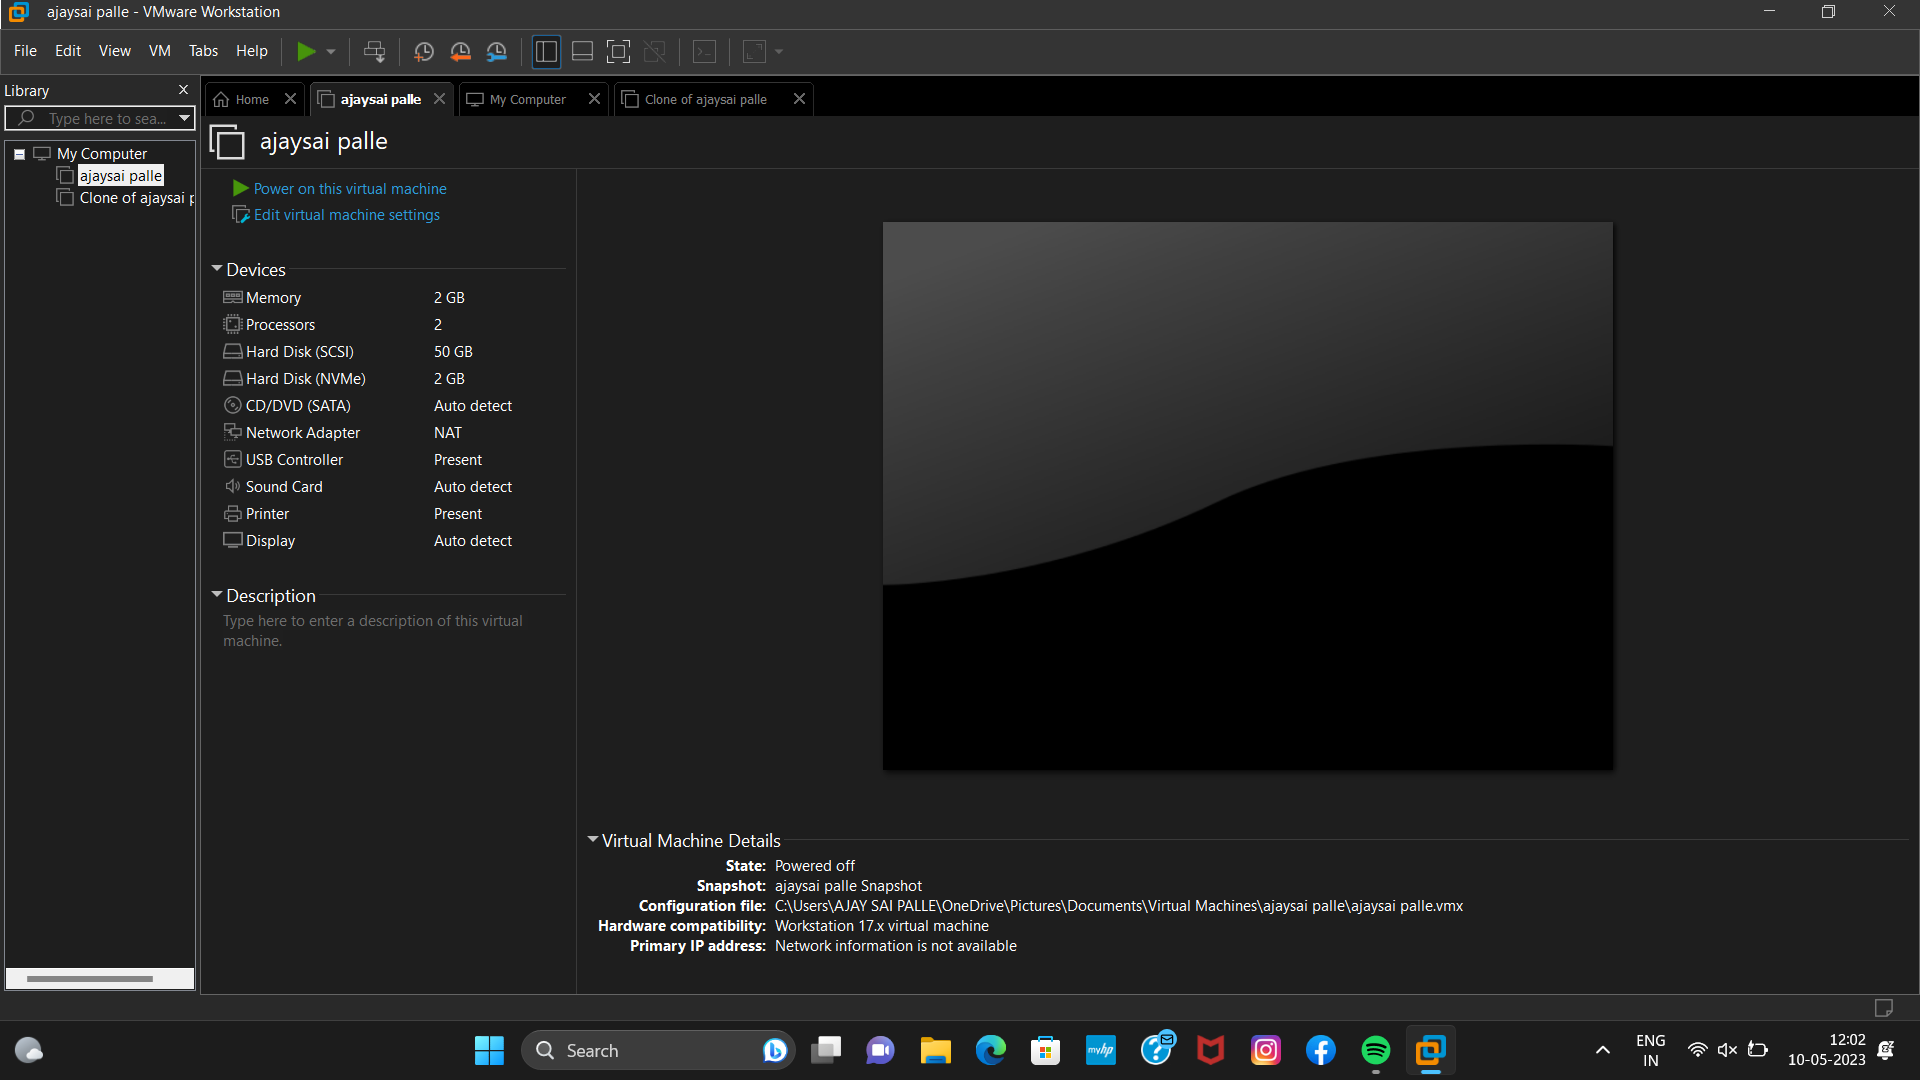 ajaysai palle - VMware Workstation
File Edit View VM Tabs Help
Library
Type here to sea...
My Computer
ajaysai palle
Clone of ajaysai p
Home
ajaysai palle
My Computer
Clone of ajaysai palle
ajaysai palle
Power on this virtual machine
Edit virtual machine settings
Devices
Memory 2 GB
Processors 2
Hard Disk (SCSI) 50 GB
Hard Disk (NVMe) 2 GB
CD/DVD (SATA) Auto detect
Network Adapter NAT
USB Controller Present
Sound Card Auto detect
Printer Present
Display Auto detect
Description
Type here to enter a description of this virtual
machine.
Virtual Machine Details
State: Powered off
Snapshot: ajaysai palle Snapshot
Configuration file: C:\Users\AJAY SAI PALLE\OneDrive\Pictures\Documents\Virtual Machines\ajaysai palle\ajaysai palle.vmx
Hardware compatibility: Workstation 17.x virtual machine
Primary IP address: Network information is not available
Search
myhp
ENG
IN
12:02
10-05-2023